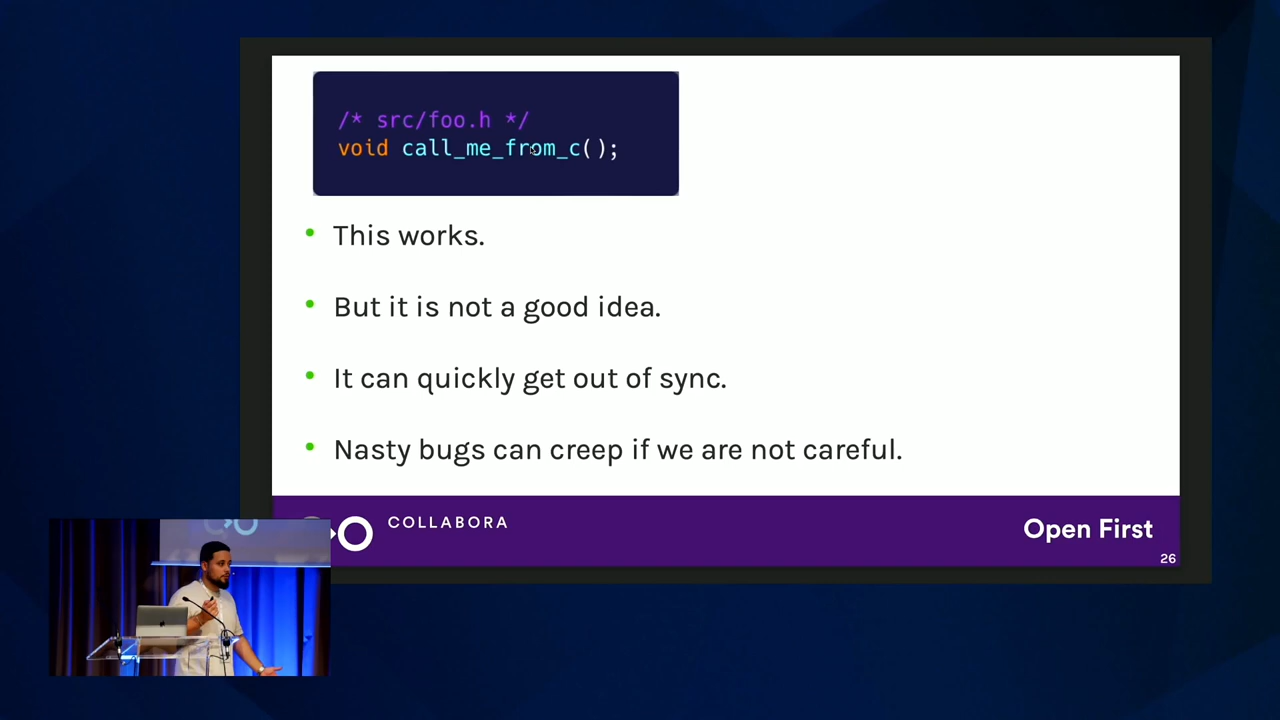 /* src/foo.h */
void call_me_from_c();
This works.
But it is not a good idea.
It can quickly get out of sync.
Nasty bugs can creep if we are not careful.
COLLABORA
Open First
26